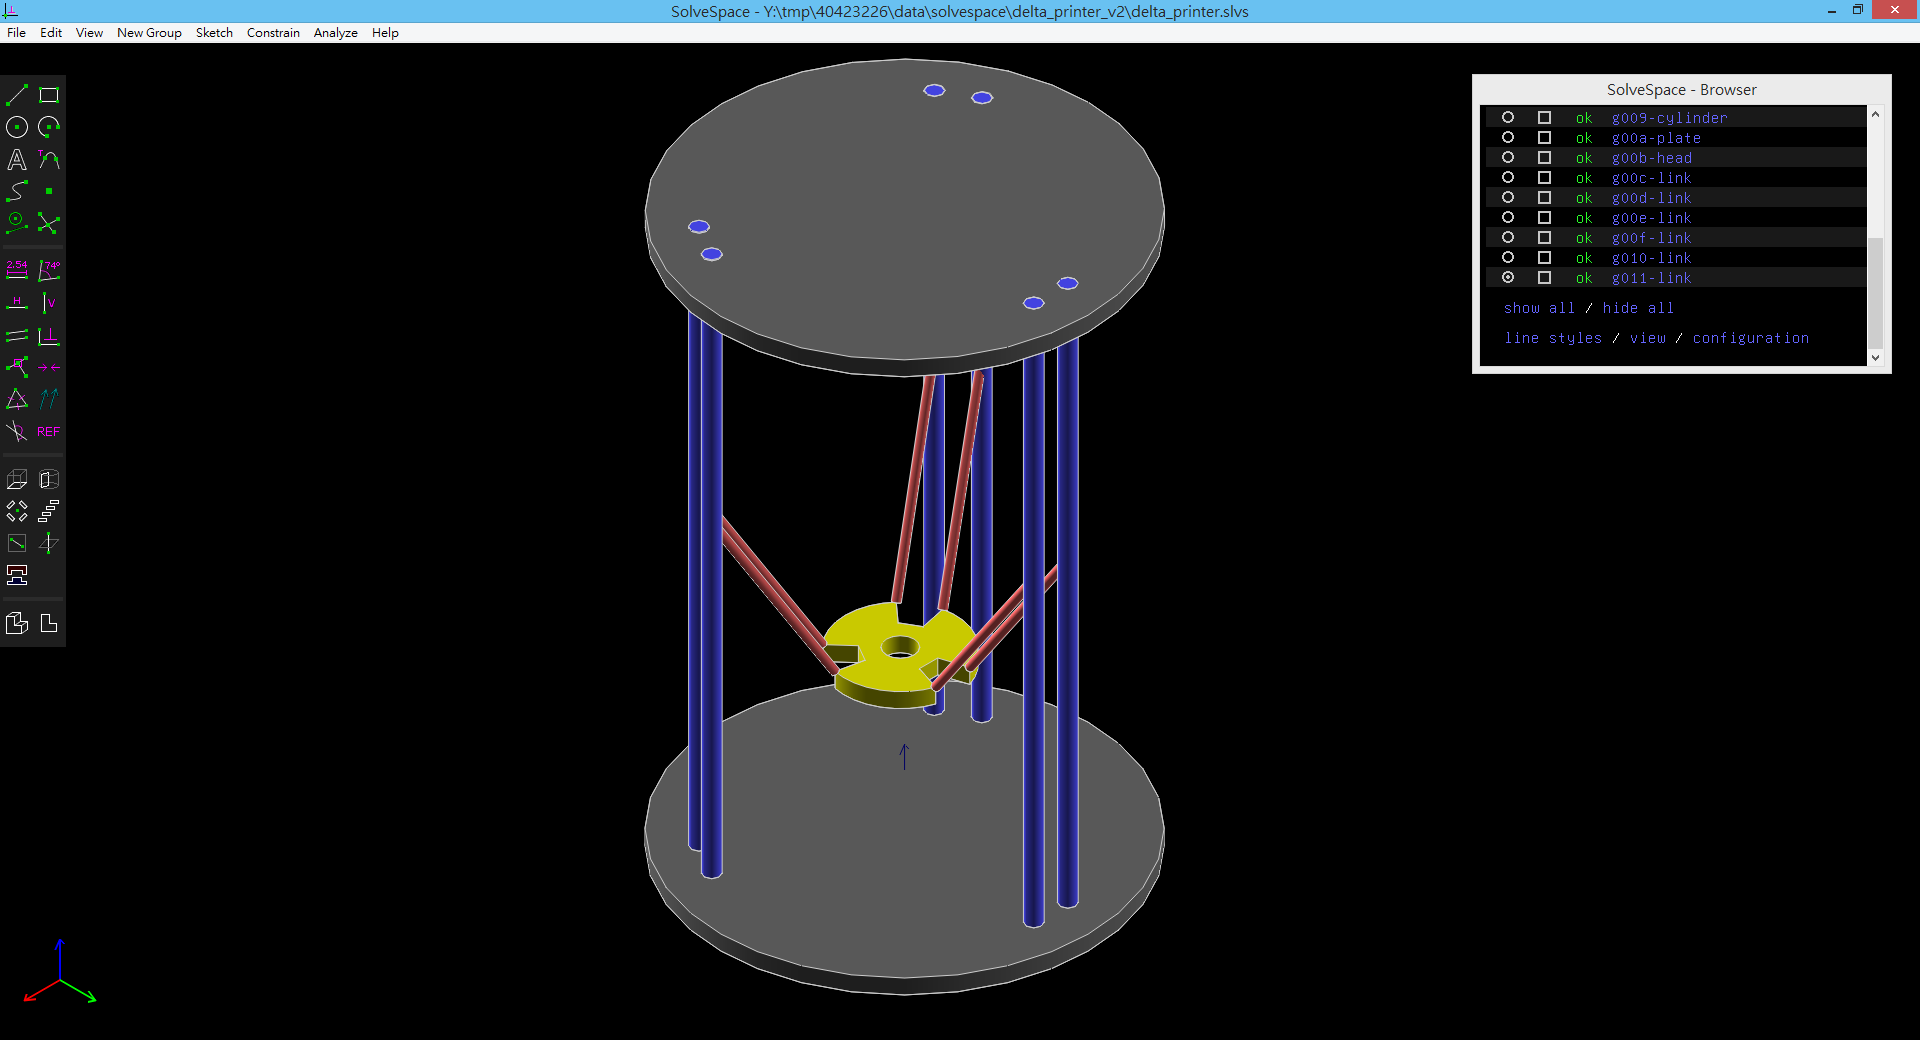 SolveSpace - Y:\tmp\40423226\data\solvespace\delta_printer_v2\delta_printer.slvs
File Edit View New Group Sketch Constrain Analyze Help
SolveSpace - Browser
ok g009-cylinder
ok g00a-plate
ok g00b-head
ok g00c-link
ok g00d-link
ok g00e-link
ok g00f-link
ok g010-link
ok g011-link
show all / hide all
line styles / view / configuration
A T
2.54 74°
H V
REF